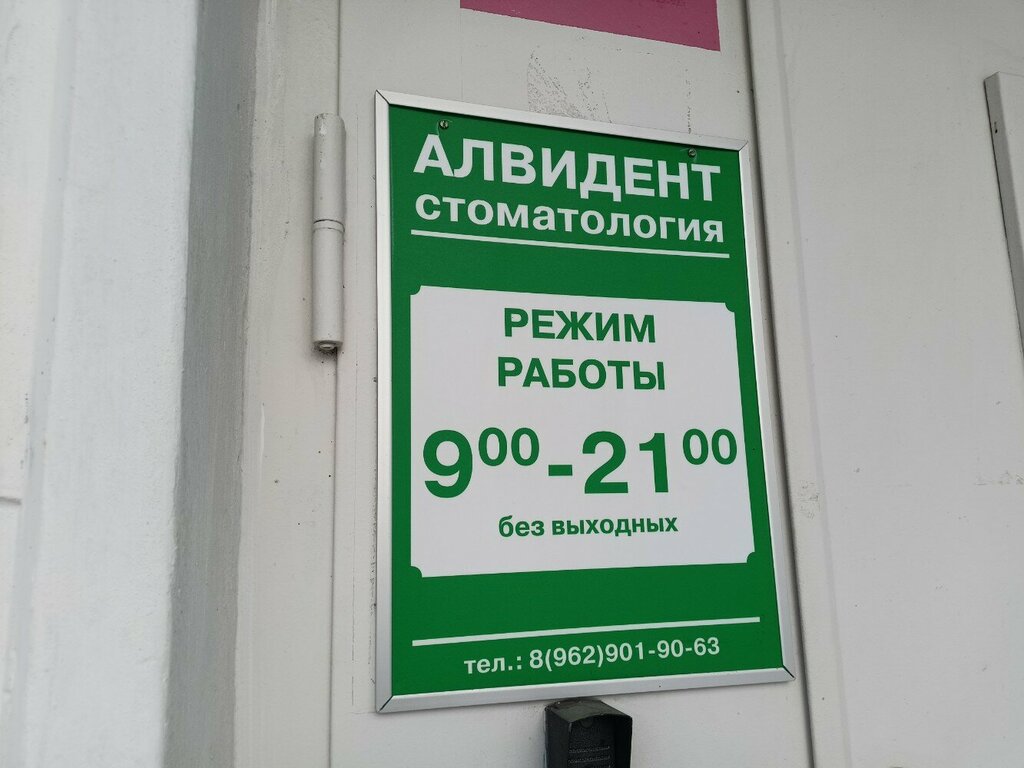 АЛВИДЕНТ
стоматология
РЕЖИМ
РАБОТЫ
9⁰⁰-21⁰⁰
без выходных
тел.: 8(962)901-90-63